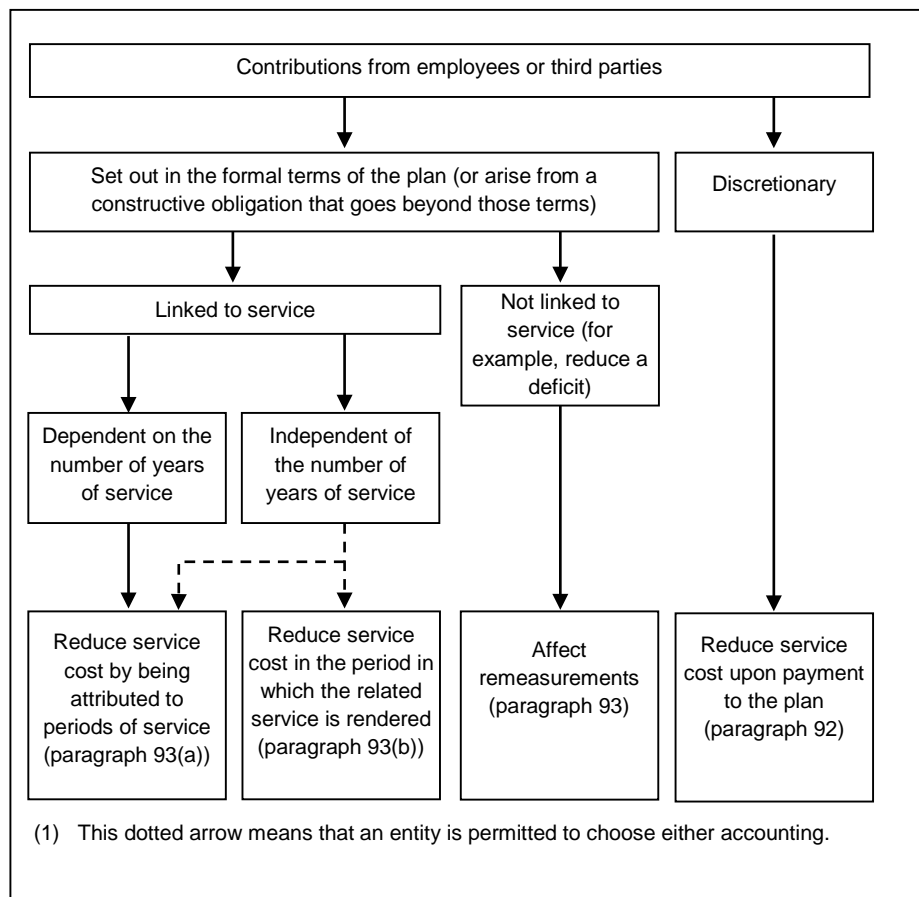 Contributions from employees or third parties
Set out in the formal terms of the plan (or arise from a
constructive obligation that goes beyond those terms)
Discretionary
Linked to service
Not linked to
service (for
example, reduce a
deficit)
Dependent on the
number of years
of service
Independent of
the number of
years of service
Reduce service
cost by being
attributed to
periods of service
(paragraph 93(a))
Reduce service
cost in the period in
which the related
service is rendered
(paragraph 93(b))
Affect
remeasurements
(paragraph 93)
Reduce service
cost upon payment
to the plan
(paragraph 92)
(1) This dotted arrow means that an entity is permitted to choose either accounting.